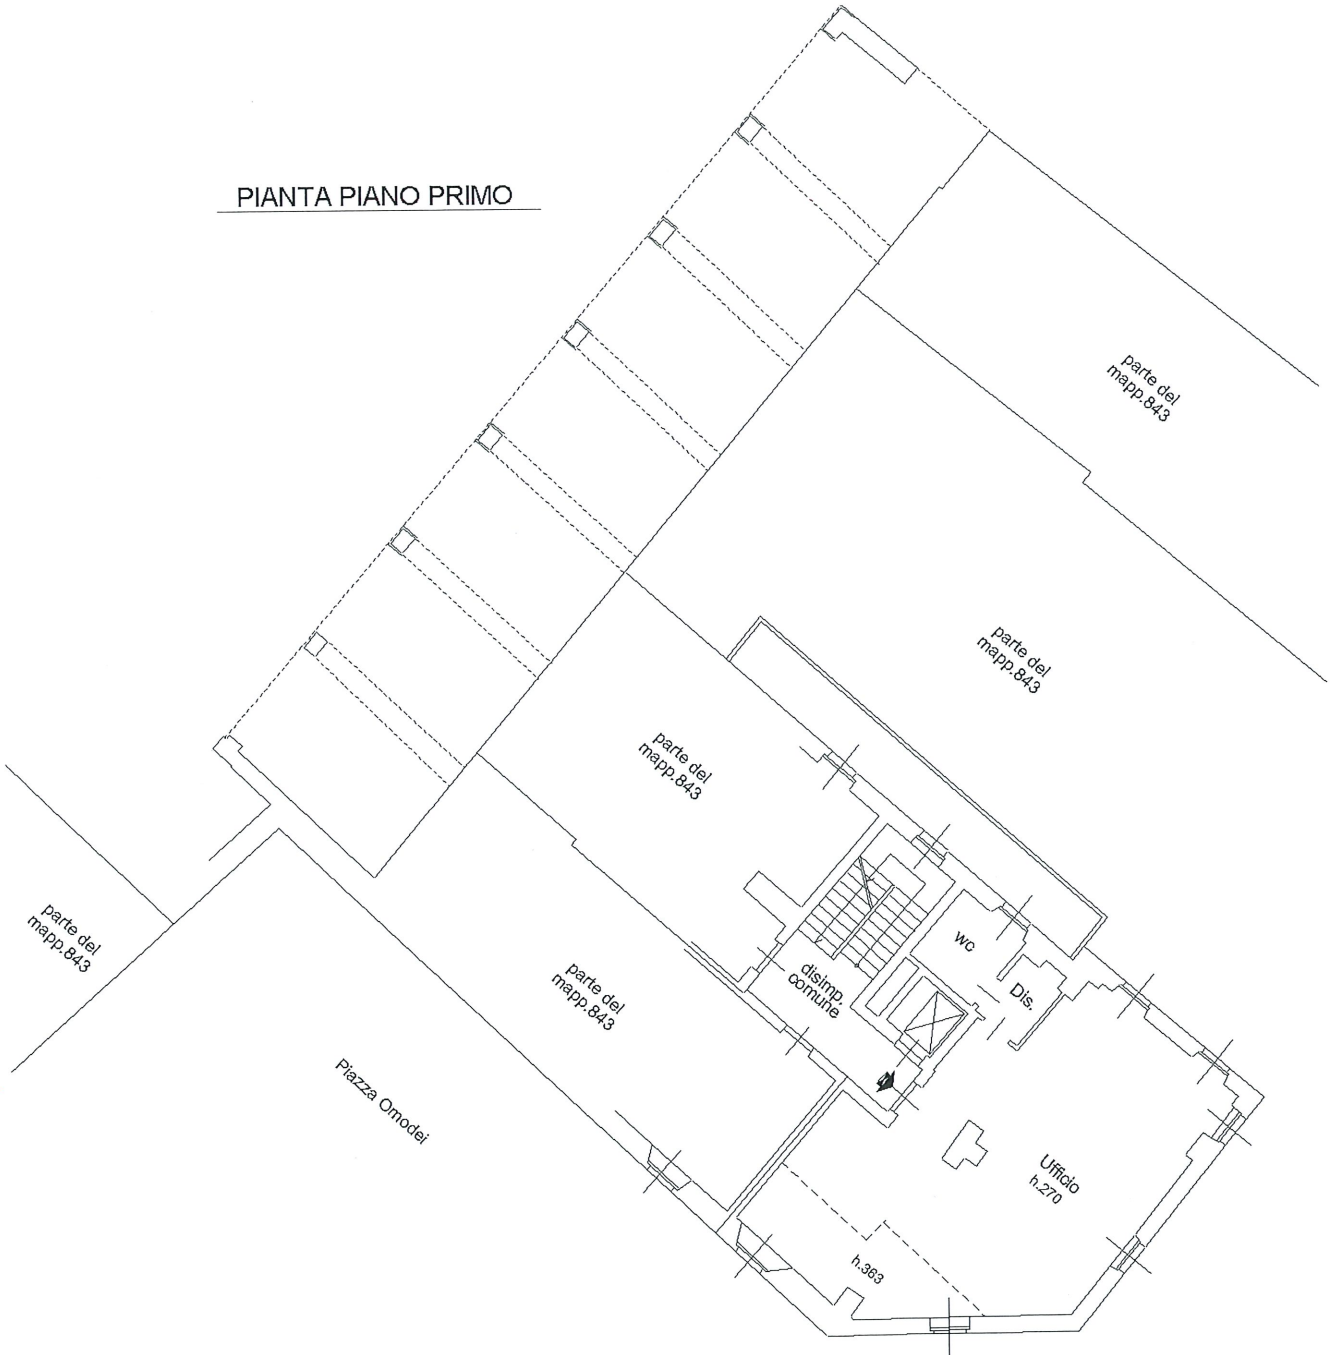 PIANTA PIANO PRIMO
parte del
mapp.843
parte del
mapp.843
parte del
mapp.843
parte del
mapp.843
wc
Dis.
disimp.
comune
parte del
mapp.843
Piazza Omodei
Ufficio
h.270
h.363